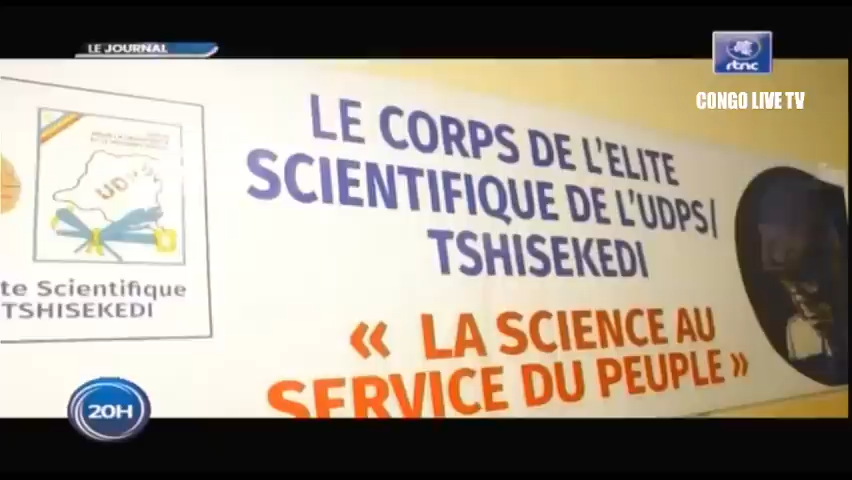 LE JOURNAL
rtnc
CONGO LIVE TV
LE CORPS DE L'ELITE
SCIENTIFIQUE DE L'UDPS/
TSHISEKEDI
« LA SCIENCE AU
SERVICE DU PEUPLE »
UDPS
te Scientifique
TSHISEKEDI
20H